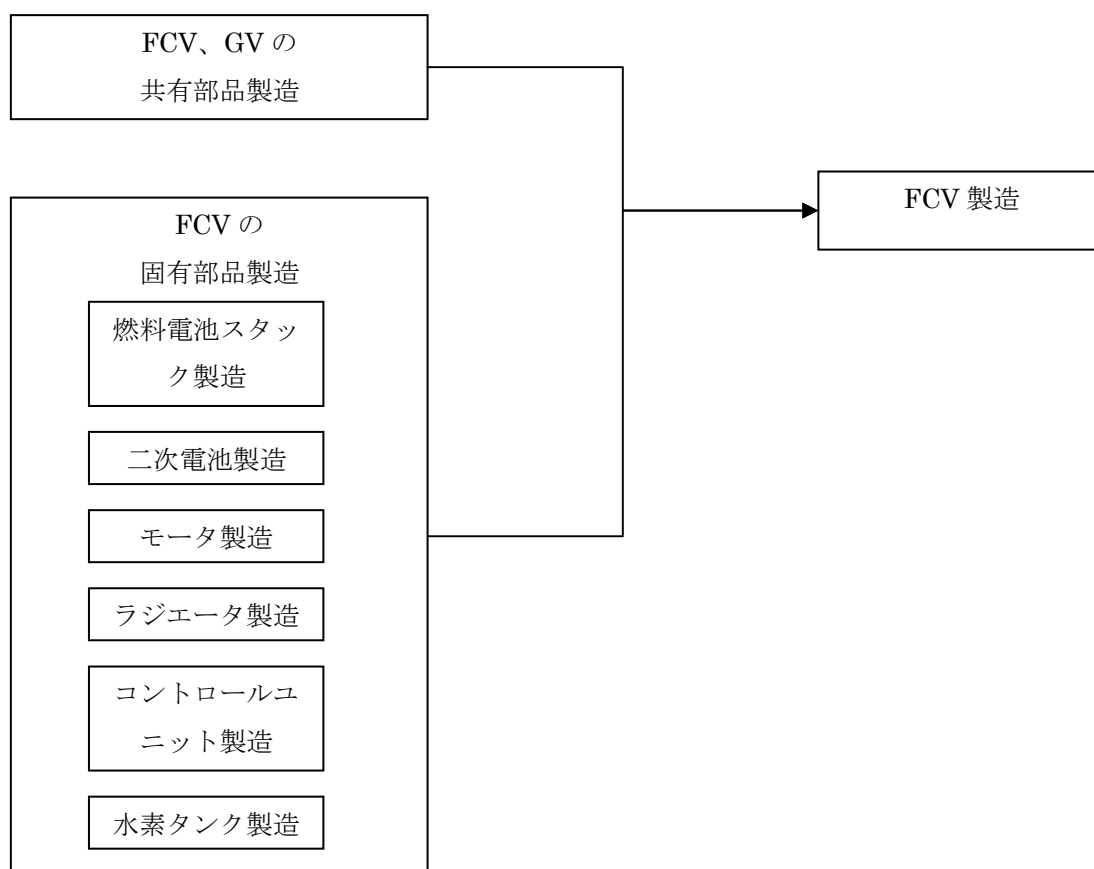 FCV、GV の
共有部品製造
FCV 製造
FCV の
固有部品製造
燃料電池スタッ
ク製造
二次電池製造
モータ製造
ラジエータ製造
コントロールユ
ニット製造
水素タンク製造